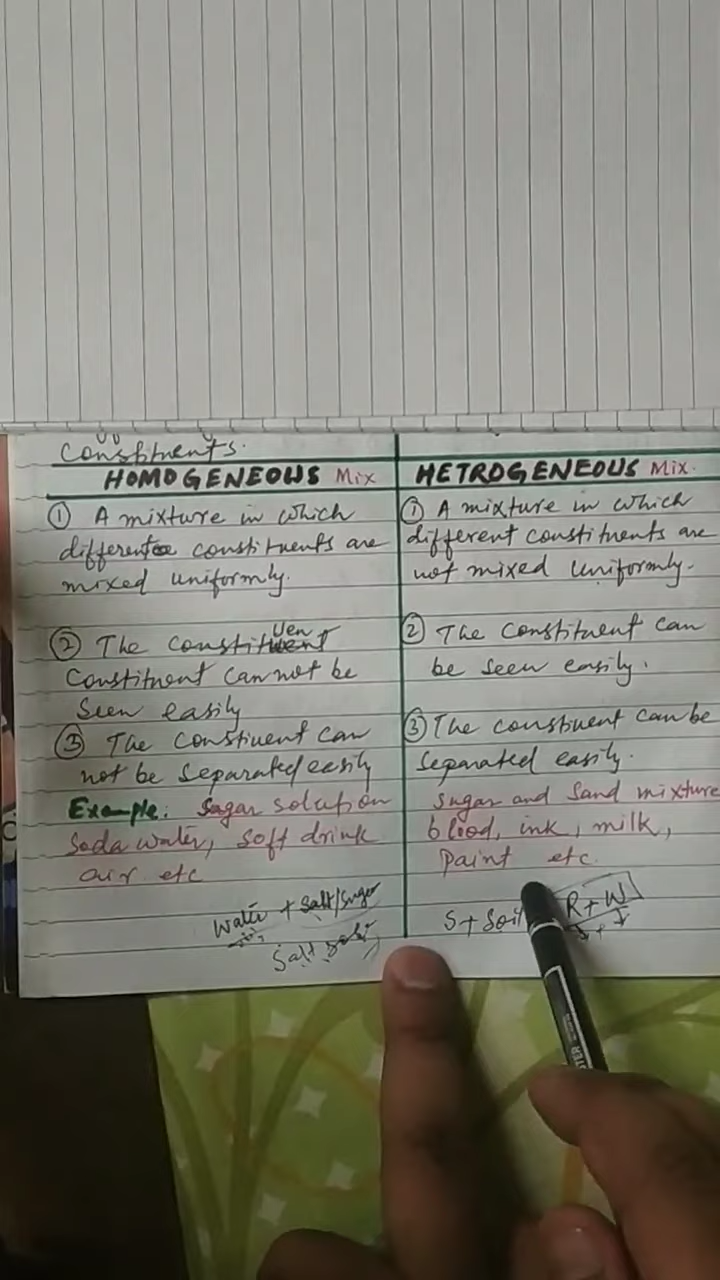 Constituents.
HOMOGENEOUS Mix
① A mixture in which
different constituents are
mixed uniformly.
② The constituent
Constituent can not be
Seen easily
③ The constiuent can
not be separated easily
Example: Sugar solution
Soda water, soft drink
air etc
Water + Salt/Sugar
Salt
HETROGENEOUS Mix.
① A mixture in which
different constituents are
not mixed uniformly.
② The constituent can
be seen easily.
③ The constiuent can be
separated easily.
Sugar and Sand mixture
blood, ink, milk,
paint etc.
S + Soil R + W